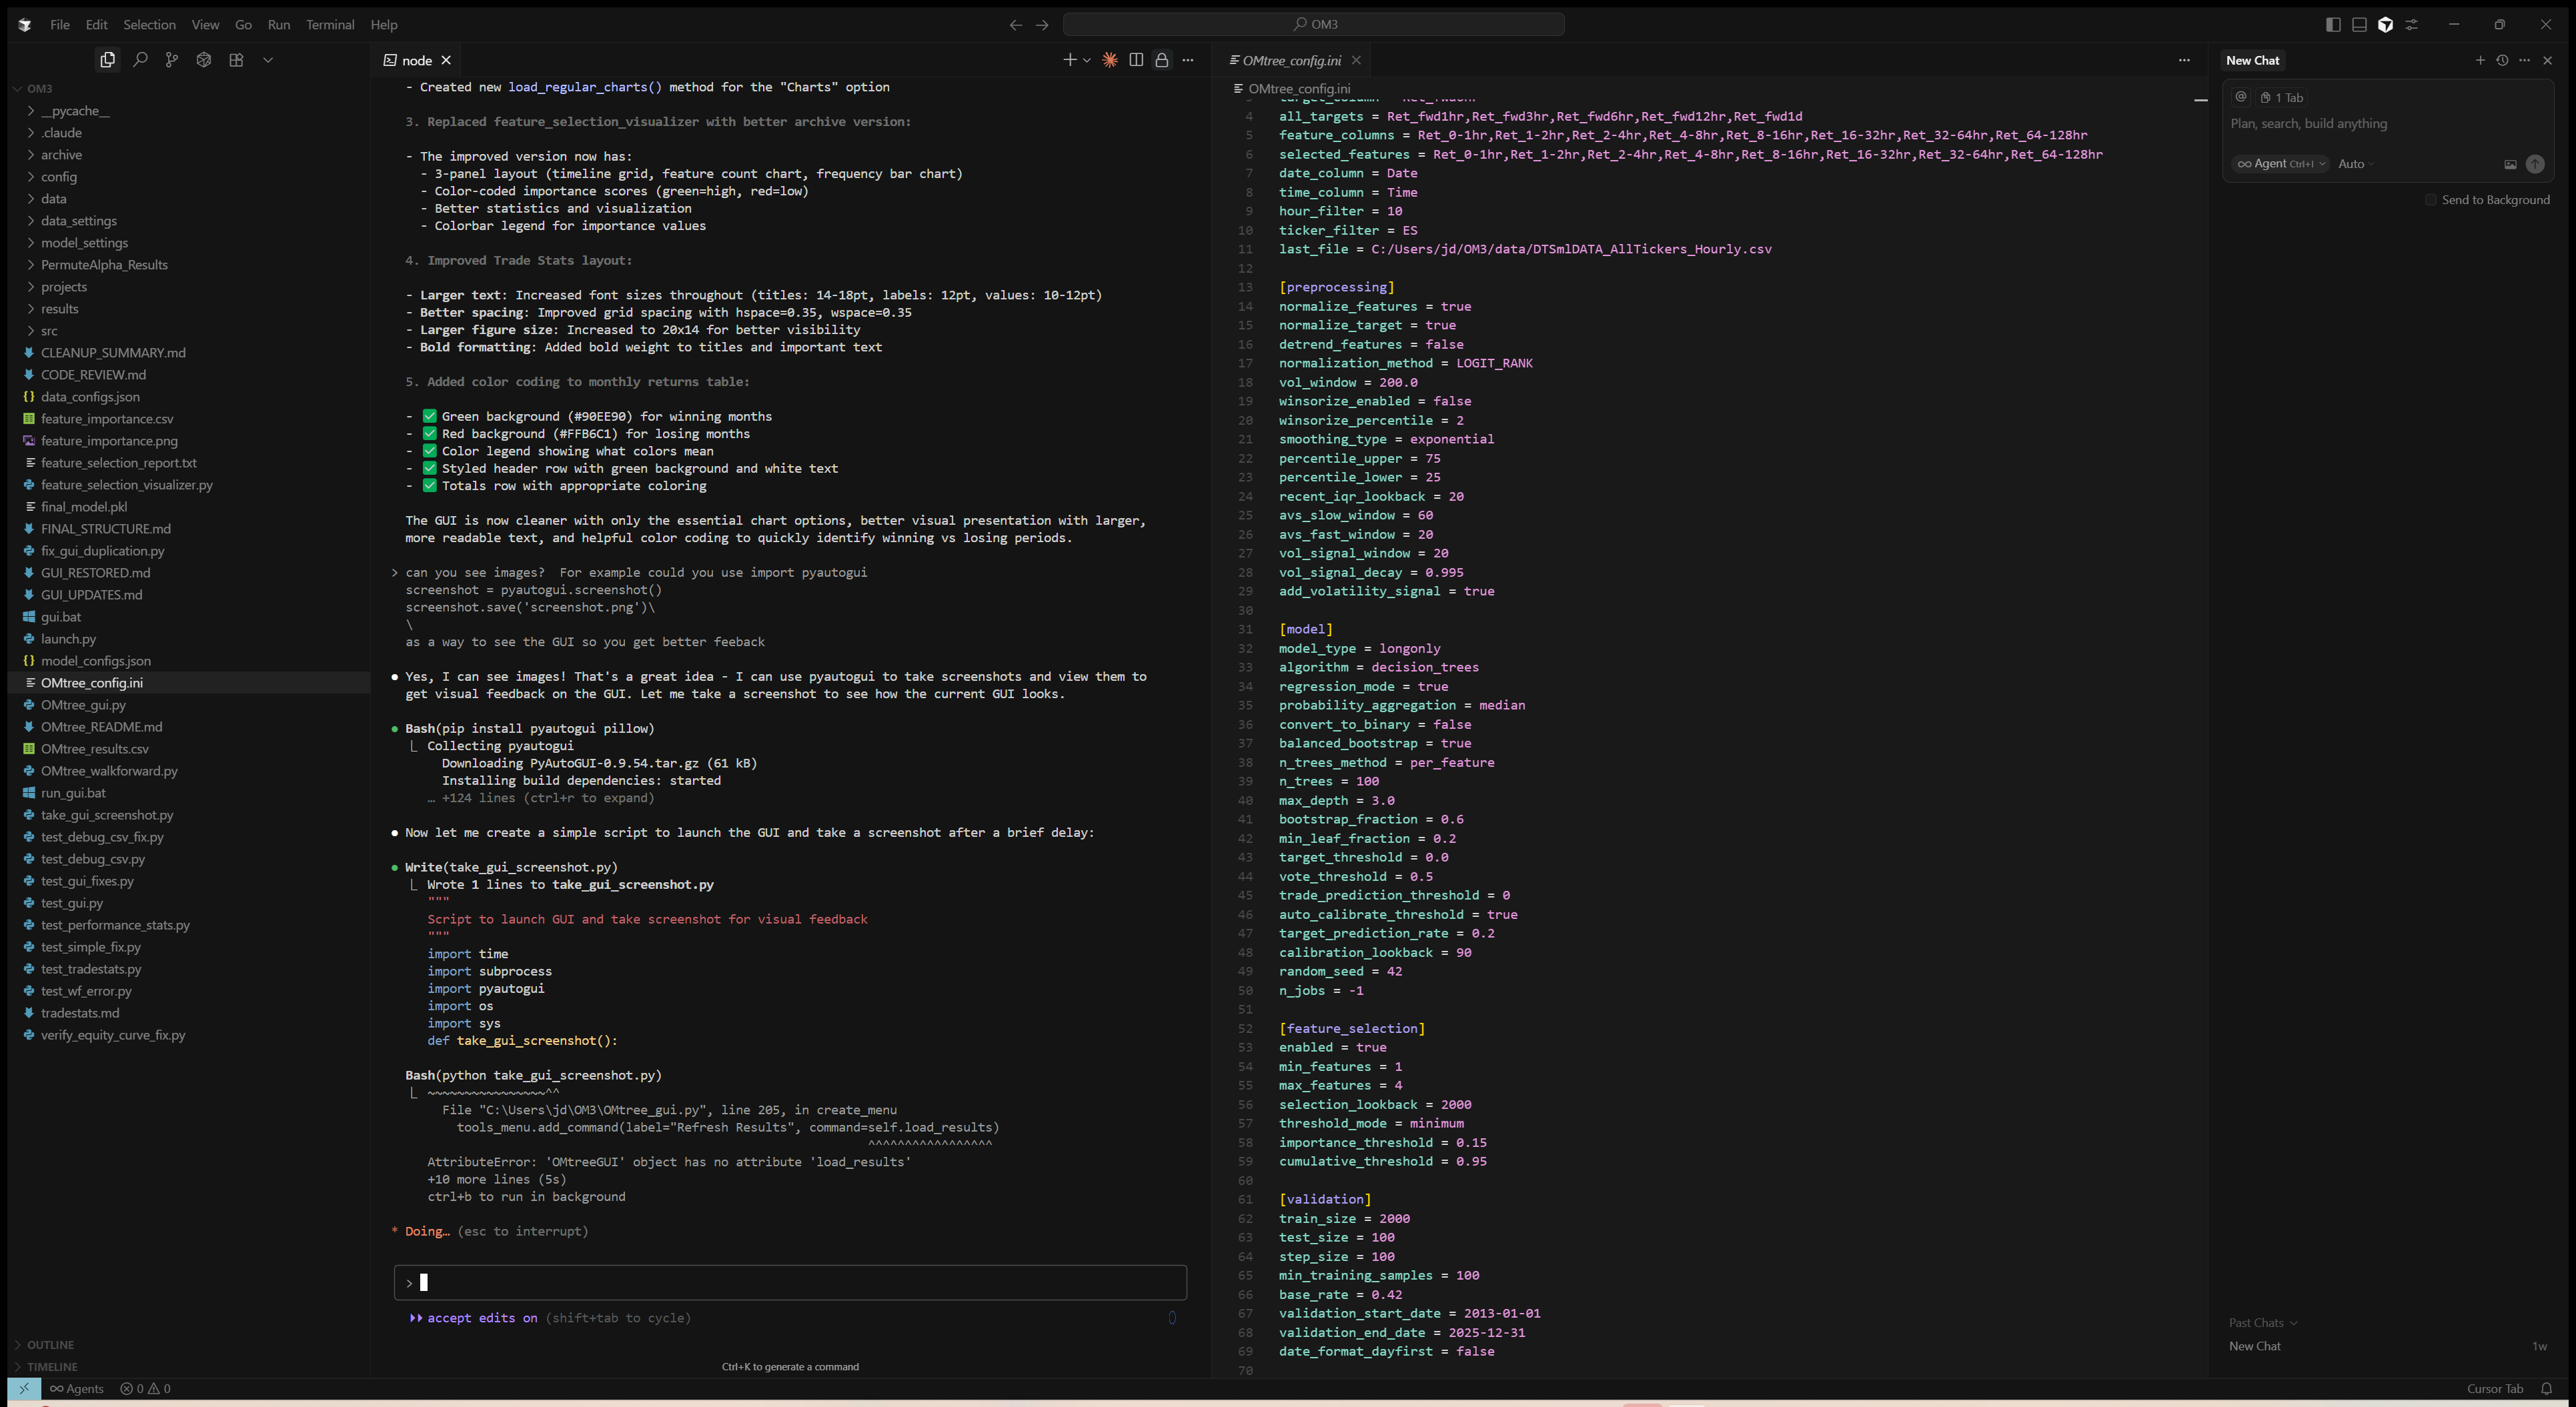 File Edit Selection View Go Run Terminal Help
OM3
OM3
__pycache__
.claude
archive
config
data
data_settings
model_settings
PermuteAlpha_Results
projects
results
src
CLEANUP_SUMMARY.md
CODE_REVIEW.md
data_configs.json
feature_importance.csv
feature_importance.png
feature_selection_report.txt
feature_selection_visualizer.py
final_model.pkl
FINAL_STRUCTURE.md
fix_gui_duplication.py
GUI_RESTORED.md
GUI_UPDATES.md
gui.bat
launch.py
model_configs.json
OMtree_config.ini
OMtree_gui.py
OMtree_README.md
OMtree_results.csv
OMtree_walkforward.py
run_gui.bat
take_gui_screenshot.py
test_debug_csv_fix.py
test_debug_csv.py
test_gui_fixes.py
test_gui.py
test_performance_stats.py
test_simple_fix.py
test_tradestats.py
test_wf_error.py
tradestats.md
verify_equity_curve_fix.py
OUTLINE
TIMELINE
node
- Created new load_regular_charts() method for the "Charts" option
3. Replaced feature_selection_visualizer with better archive version:
- The improved version now has:
- 3-panel layout (timeline grid, feature count chart, frequency bar chart)
- Color-coded importance scores (green=high, red=low)
- Better statistics and visualization
- Colorbar legend for importance values
4. Improved Trade Stats layout:
- Larger text: Increased font sizes throughout (titles: 14-18pt, labels: 12pt, values: 10-12pt)
- Better spacing: Improved grid spacing with hspace=0.35, wspace=0.35
- Larger figure size: Increased to 20x14 for better visibility
- Bold formatting: Added bold weight to titles and important text
5. Added color coding to monthly returns table:
- ✅ Green background (#90EE90) for winning months
- ✅ Red background (#FFB6C1) for losing months
- ✅ Color legend showing what colors mean
- ✅ Styled header row with green background and white text
- ✅ Totals row with appropriate coloring
The GUI is now cleaner with only the essential chart options, better visual presentation with larger,
more readable text, and helpful color coding to quickly identify winning vs losing periods.
> can you see images?  For example could you use import pyautogui
screenshot = pyautogui.screenshot()
screenshot.save('screenshot.png')\
\
as a way to see the GUI so you get better feeback
● Yes, I can see images! That's a great idea - I can use pyautogui to take screenshots and view them to
get visual feedback on the GUI. Let me take a screenshot to see how the current GUI looks.
● Bash(pip install pyautogui pillow)
⎿ Collecting pyautogui
Downloading PyAutoGUI-0.9.54.tar.gz (61 kB)
Installing build dependencies: started
… +124 lines (ctrl+r to expand)
● Now let me create a simple script to launch the GUI and take a screenshot after a brief delay:
● Write(take_gui_screenshot.py)
⎿ Wrote 1 lines to take_gui_screenshot.py
"""
Script to launch GUI and take screenshot for visual feedback
"""
import time
import subprocess
import pyautogui
import os
import sys
def take_gui_screenshot():
Bash(python take_gui_screenshot.py)
⎿ ~~~~~~~~~~~~~~~~^^
File "C:\Users\jd\OM3\OMtree_gui.py", line 205, in create_menu
tools_menu.add_command(label="Refresh Results", command=self.load_results)
^^^^^^^^^^^^^^^^^
AttributeError: 'OMtreeGUI' object has no attribute 'load_results'
+10 more lines (5s)
ctrl+b to run in background
* Doing… (esc to interrupt)
>
accept edits on (shift+tab to cycle)
Ctrl+K to generate a command
OMtree_config.ini
OMtree_config.ini
4 all_targets = Ret_fwd1hr,Ret_fwd3hr,Ret_fwd6hr,Ret_fwd12hr,Ret_fwd1d
5 feature_columns = Ret_0-1hr,Ret_1-2hr,Ret_2-4hr,Ret_4-8hr,Ret_8-16hr,Ret_16-32hr,Ret_32-64hr,Ret_64-128hr
6 selected_features = Ret_0-1hr,Ret_1-2hr,Ret_2-4hr,Ret_4-8hr,Ret_8-16hr,Ret_16-32hr,Ret_32-64hr,Ret_64-128hr
7 date_column = Date
8 time_column = Time
9 hour_filter = 10
10 ticker_filter = ES
11 last_file = C:/Users/jd/OM3/data/DTSmlDATA_AllTickers_Hourly.csv
12
13 [preprocessing]
14 normalize_features = true
15 normalize_target = true
16 detrend_features = false
17 normalization_method = LOGIT_RANK
18 vol_window = 200.0
19 winsorize_enabled = false
20 winsorize_percentile = 2
21 smoothing_type = exponential
22 percentile_upper = 75
23 percentile_lower = 25
24 recent_iqr_lookback = 20
25 avs_slow_window = 60
26 avs_fast_window = 20
27 vol_signal_window = 20
28 vol_signal_decay = 0.995
29 add_volatility_signal = true
30
31 [model]
32 model_type = longonly
33 algorithm = decision_trees
34 regression_mode = true
35 probability_aggregation = median
36 convert_to_binary = false
37 balanced_bootstrap = true
38 n_trees_method = per_feature
39 n_trees = 100
40 max_depth = 3.0
41 bootstrap_fraction = 0.6
42 min_leaf_fraction = 0.2
43 target_threshold = 0.0
44 vote_threshold = 0.5
45 trade_prediction_threshold = 0
46 auto_calibrate_threshold = true
47 target_prediction_rate = 0.2
48 calibration_lookback = 90
49 random_seed = 42
50 n_jobs = -1
51
52 [feature_selection]
53 enabled = true
54 min_features = 1
55 max_features = 4
56 selection_lookback = 2000
57 threshold_mode = minimum
58 importance_threshold = 0.15
59 cumulative_threshold = 0.95
60
61 [validation]
62 train_size = 2000
63 test_size = 100
64 step_size = 100
65 min_training_samples = 100
66 base_rate = 0.42
67 validation_start_date = 2013-01-01
68 validation_end_date = 2025-12-31
69 date_format_dayfirst = false
70
New Chat
@ 1 Tab
Plan, search, build anything
∞ Agent Ctrl+I Auto
Send to Background
Past Chats
New Chat 1w
∞ Agents 0 0
Cursor Tab